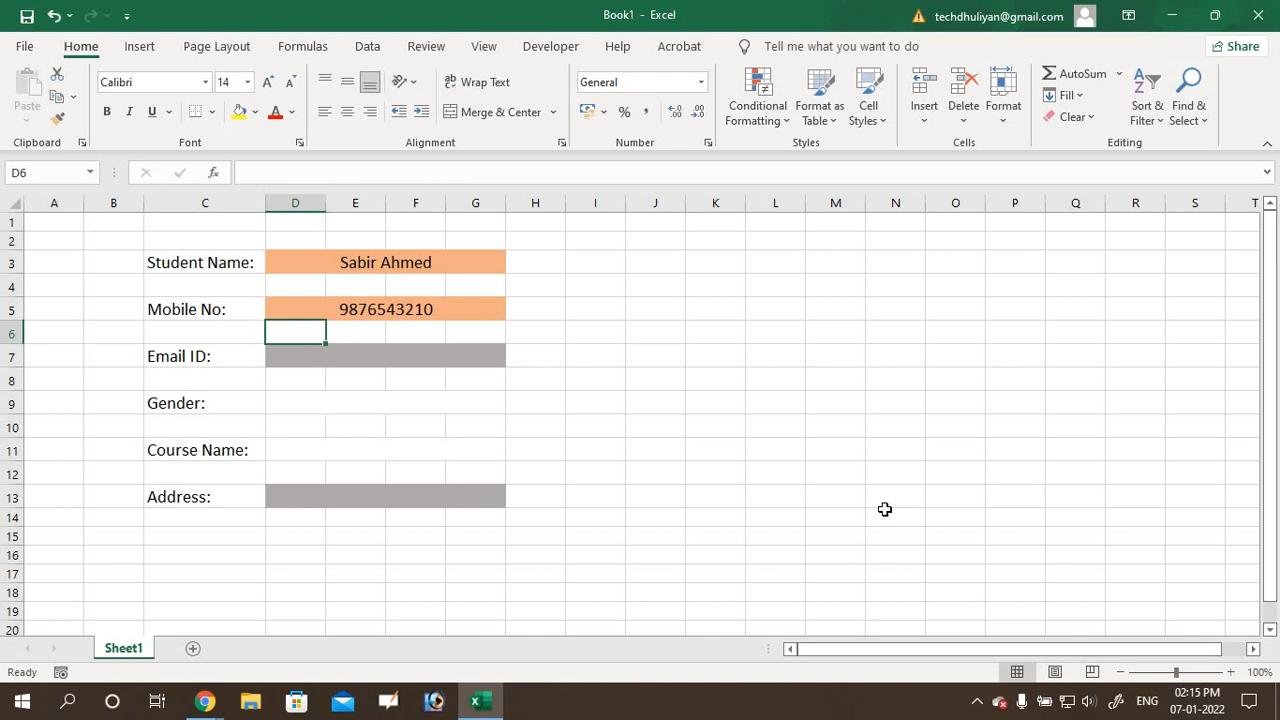 Book1 - Excel
techdhuliyan@gmail.com
File Home Insert Page Layout Formulas Data Review View Developer Help Acrobat Tell me what you want to do Share
Paste
Calibri 14
Wrap Text
General
Conditional Formatting
Format as Table
Cell Styles
Insert
Delete
Format
AutoSum
Fill
Clear
Sort & Filter
Find & Select
B I U A
Merge & Center
Clipboard Font Alignment Number Styles Cells Editing
D6 fx
A B C D E F G H I J K L M N O P Q R S T
1
2
3 Student Name: Sabir Ahmed
4
5 Mobile No: 9876543210
6
7 Email ID:
8
9 Gender:
10
11 Course Name:
12
13 Address:
14
15
16
17
18
19
20
Sheet1
Ready 100%
ENG 02:15 PM
07-01-2022